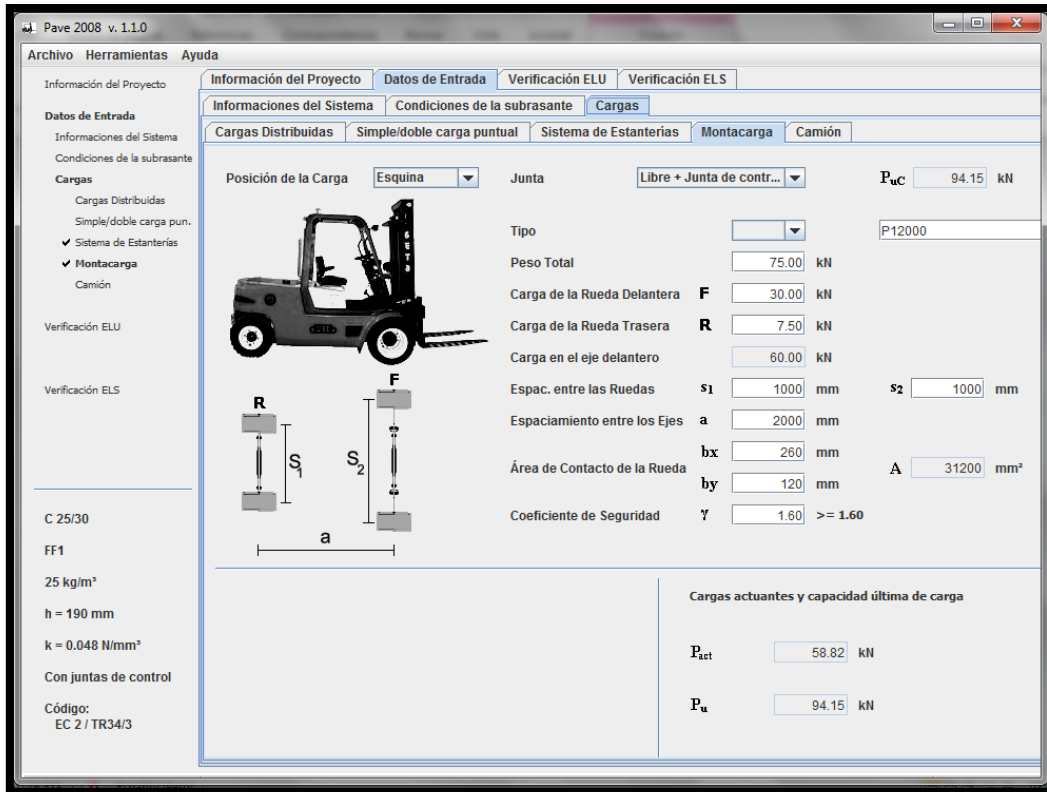 Pave 2008 v. 1.1.0
Archivo Herramientas Ayuda
Información del Proyecto
Datos de Entrada
Informaciones del Sistema
Condiciones de la subrasante
Cargas
Cargas Distribuidas
Simple/doble carga pun.
✔ Sistema de Estanterías
✔ Montacarga
Camión
Verificación ELU
Verificación ELS
C 25/30
FF1
25 kg/m³
h = 190 mm
k = 0.048 N/mm³
Con juntas de control
Código:
EC 2 / TR34/3
Información del Proyecto Datos de Entrada Verificación ELU Verificación ELS
Informaciones del Sistema Condiciones de la subrasante Cargas
Cargas Distribuidas Simple/doble carga puntual Sistema de Estanterías Montacarga Camión
Posición de la Carga Esquina Junta Libre + Junta de contr... PuC 94.15 kN
Tipo P12000
Peso Total 75.00 kN
Carga de la Rueda Delantera F 30.00 kN
Carga de la Rueda Trasera R 7.50 kN
Carga en el eje delantero 60.00 kN
Espac. entre las Ruedas s1 1000 mm s2 1000 mm
Espaciamiento entre los Ejes a 2000 mm
Área de Contacto de la Rueda bx 260 mm A 31200 mm²
by 120 mm
Coeficiente de Seguridad γ 1.60 >= 1.60
R F
S1 S2
a
Cargas actuantes y capacidad última de carga
Pact 58.82 kN
Pu 94.15 kN